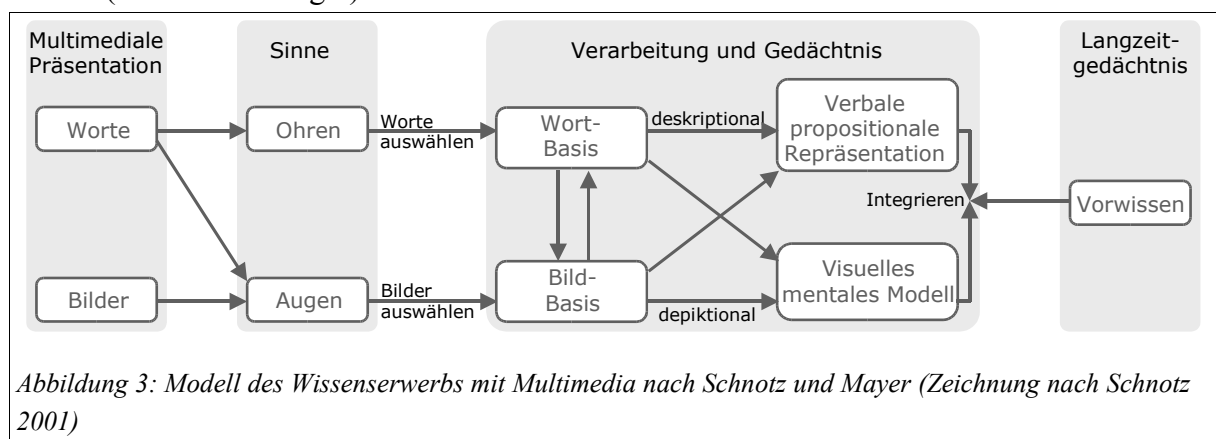 Multimediale
Präsentation
Sinne
Verarbeitung und Gedächtnis
Langzeit-
gedächtnis
Worte
Ohren
Worte
auswählen
Wort-
Basis
deskriptional
Verbale
propositionale
Repräsentation
Integrieren
Vorwissen
Bilder
Augen
Bilder
auswählen
Bild-
Basis
depiktional
Visuelles
mentales Modell
Abbildung 3: Modell des Wissenserwerbs mit Multimedia nach Schnotz und Mayer (Zeichnung nach Schnotz
2001)